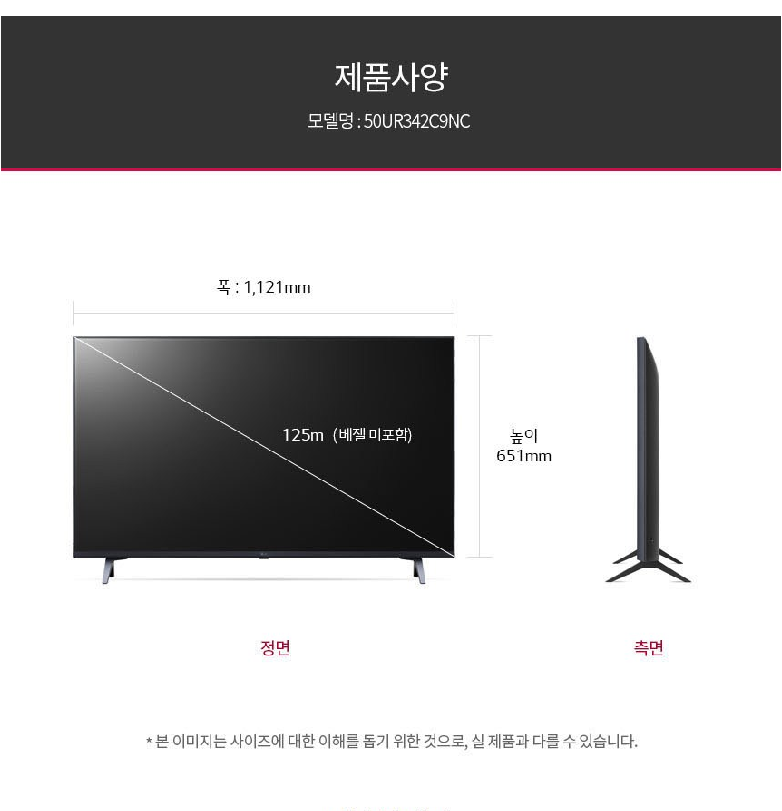 제품사양
모델명 : 50UR342C9NC
폭 : 1,121mm
125m (베젤 미포함)
높이
651mm
정면
측면
* 본 이미지는 사이즈에 대한 이해를 돕기 위한 것으로, 실 제품과 다를 수 있습니다.